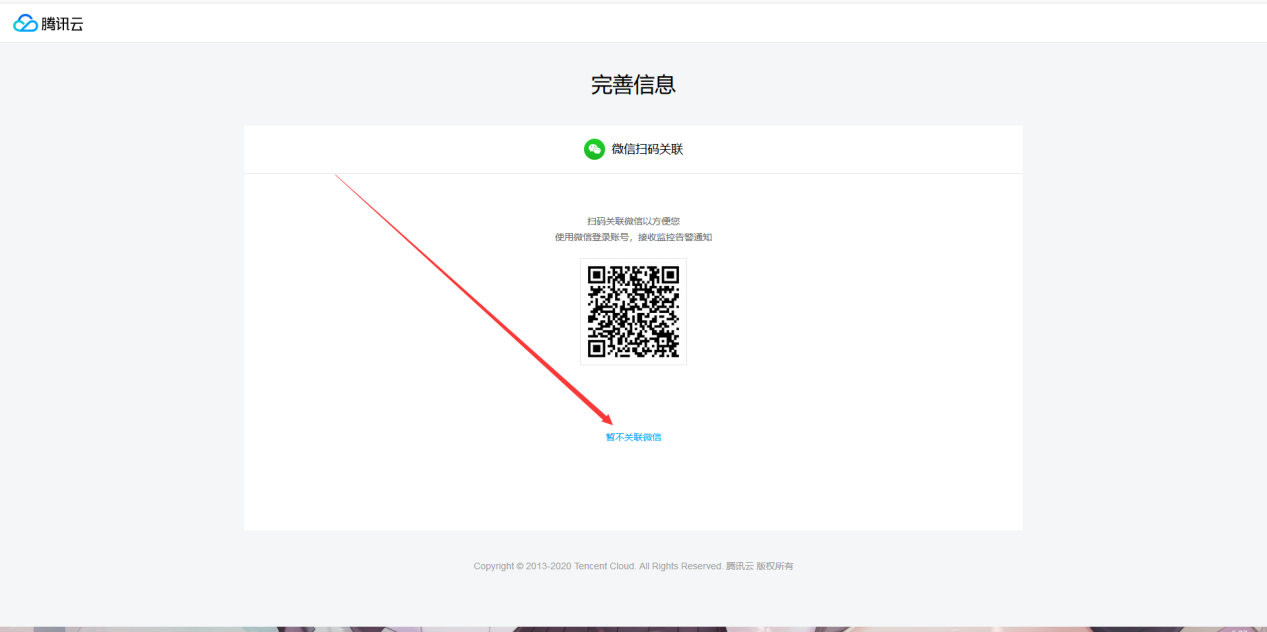 腾讯云
完善信息
微信扫码关联
扫码关联微信以方便您
使用微信登录账号，接收监控告警通知
暂不关联微信
Copyright © 2013-2020 Tencent Cloud. All Rights Reserved. 腾讯云 版权所有